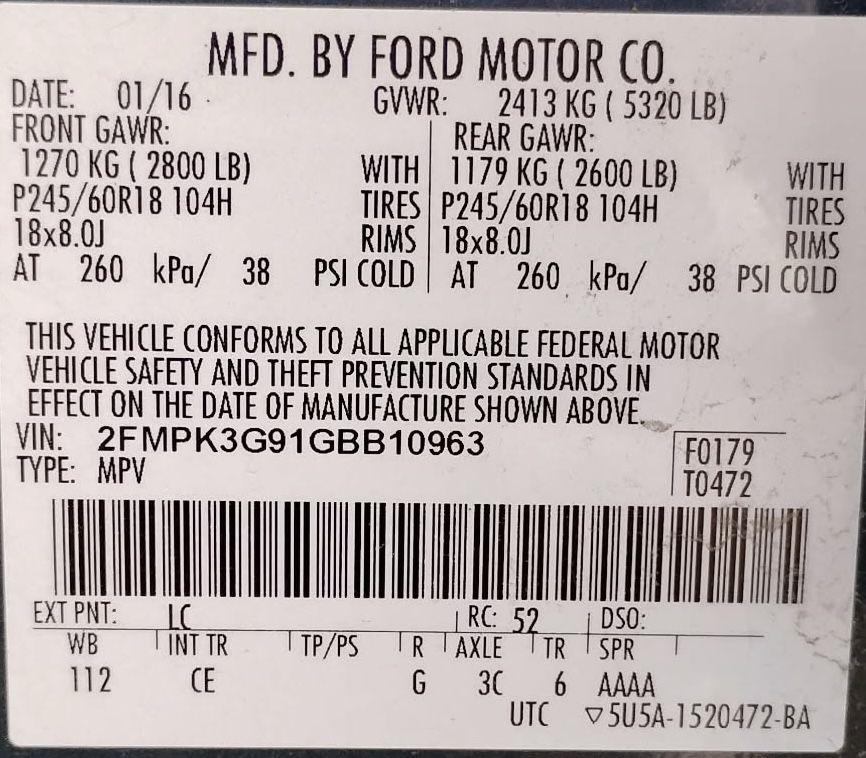 MFD. BY FORD MOTOR CO.
DATE: 01/16 GVWR: 2413 KG ( 5320 LB)
FRONT GAWR: REAR GAWR:
1270 KG ( 2800 LB) WITH 1179 KG ( 2600 LB) WITH
P245/60R18 104H TIRES P245/60R18 104H TIRES
18x8.0J RIMS 18x8.0J RIMS
AT 260 kPa/ 38 PSI COLD AT 260 kPa/ 38 PSI COLD
THIS VEHICLE CONFORMS TO ALL APPLICABLE FEDERAL MOTOR
VEHICLE SAFETY AND THEFT PREVENTION STANDARDS IN
EFFECT ON THE DATE OF MANUFACTURE SHOWN ABOVE.
VIN: 2FMPK3G91GBB10963 F0179
TYPE: MPV T0472
EXT PNT: LC RC: 52 DSO:
WB INT TR TP/PS R AXLE TR SPR
112 CE G 3C 6 AAAA
UTC ▽5U5A-1520472-BA